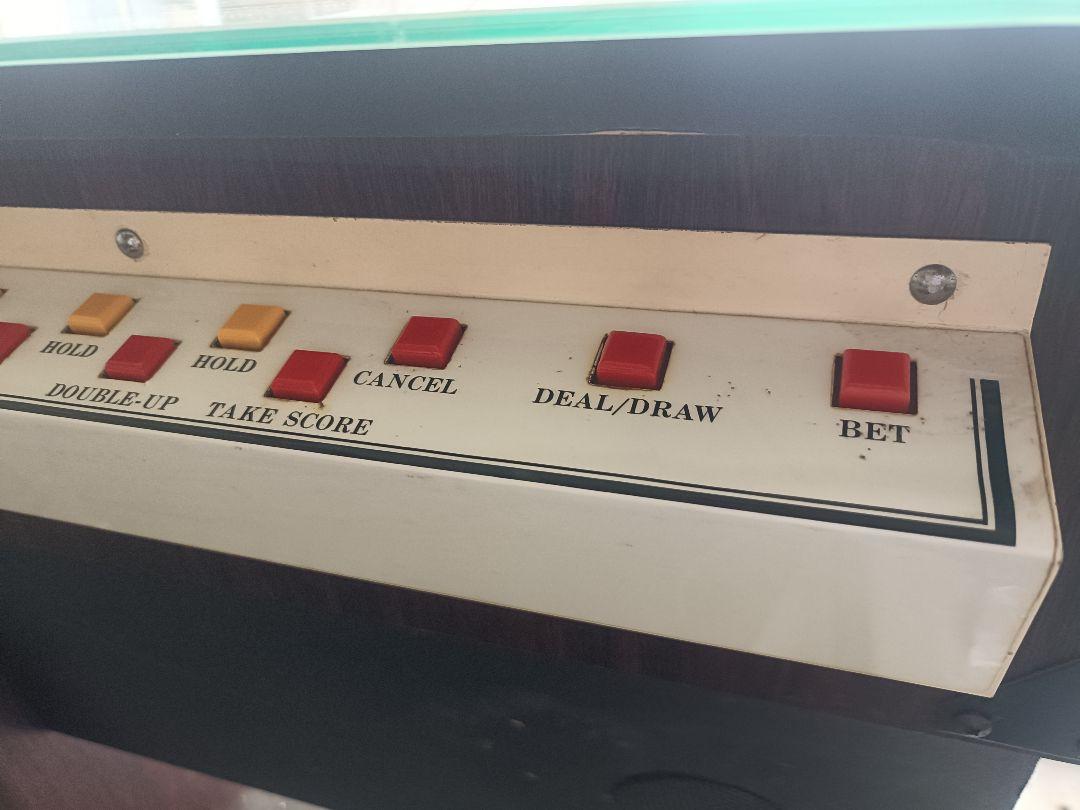 HOLD
HOLD
CANCEL
DEAL/DRAW
BET
DOUBLE-UP
TAKE SCORE